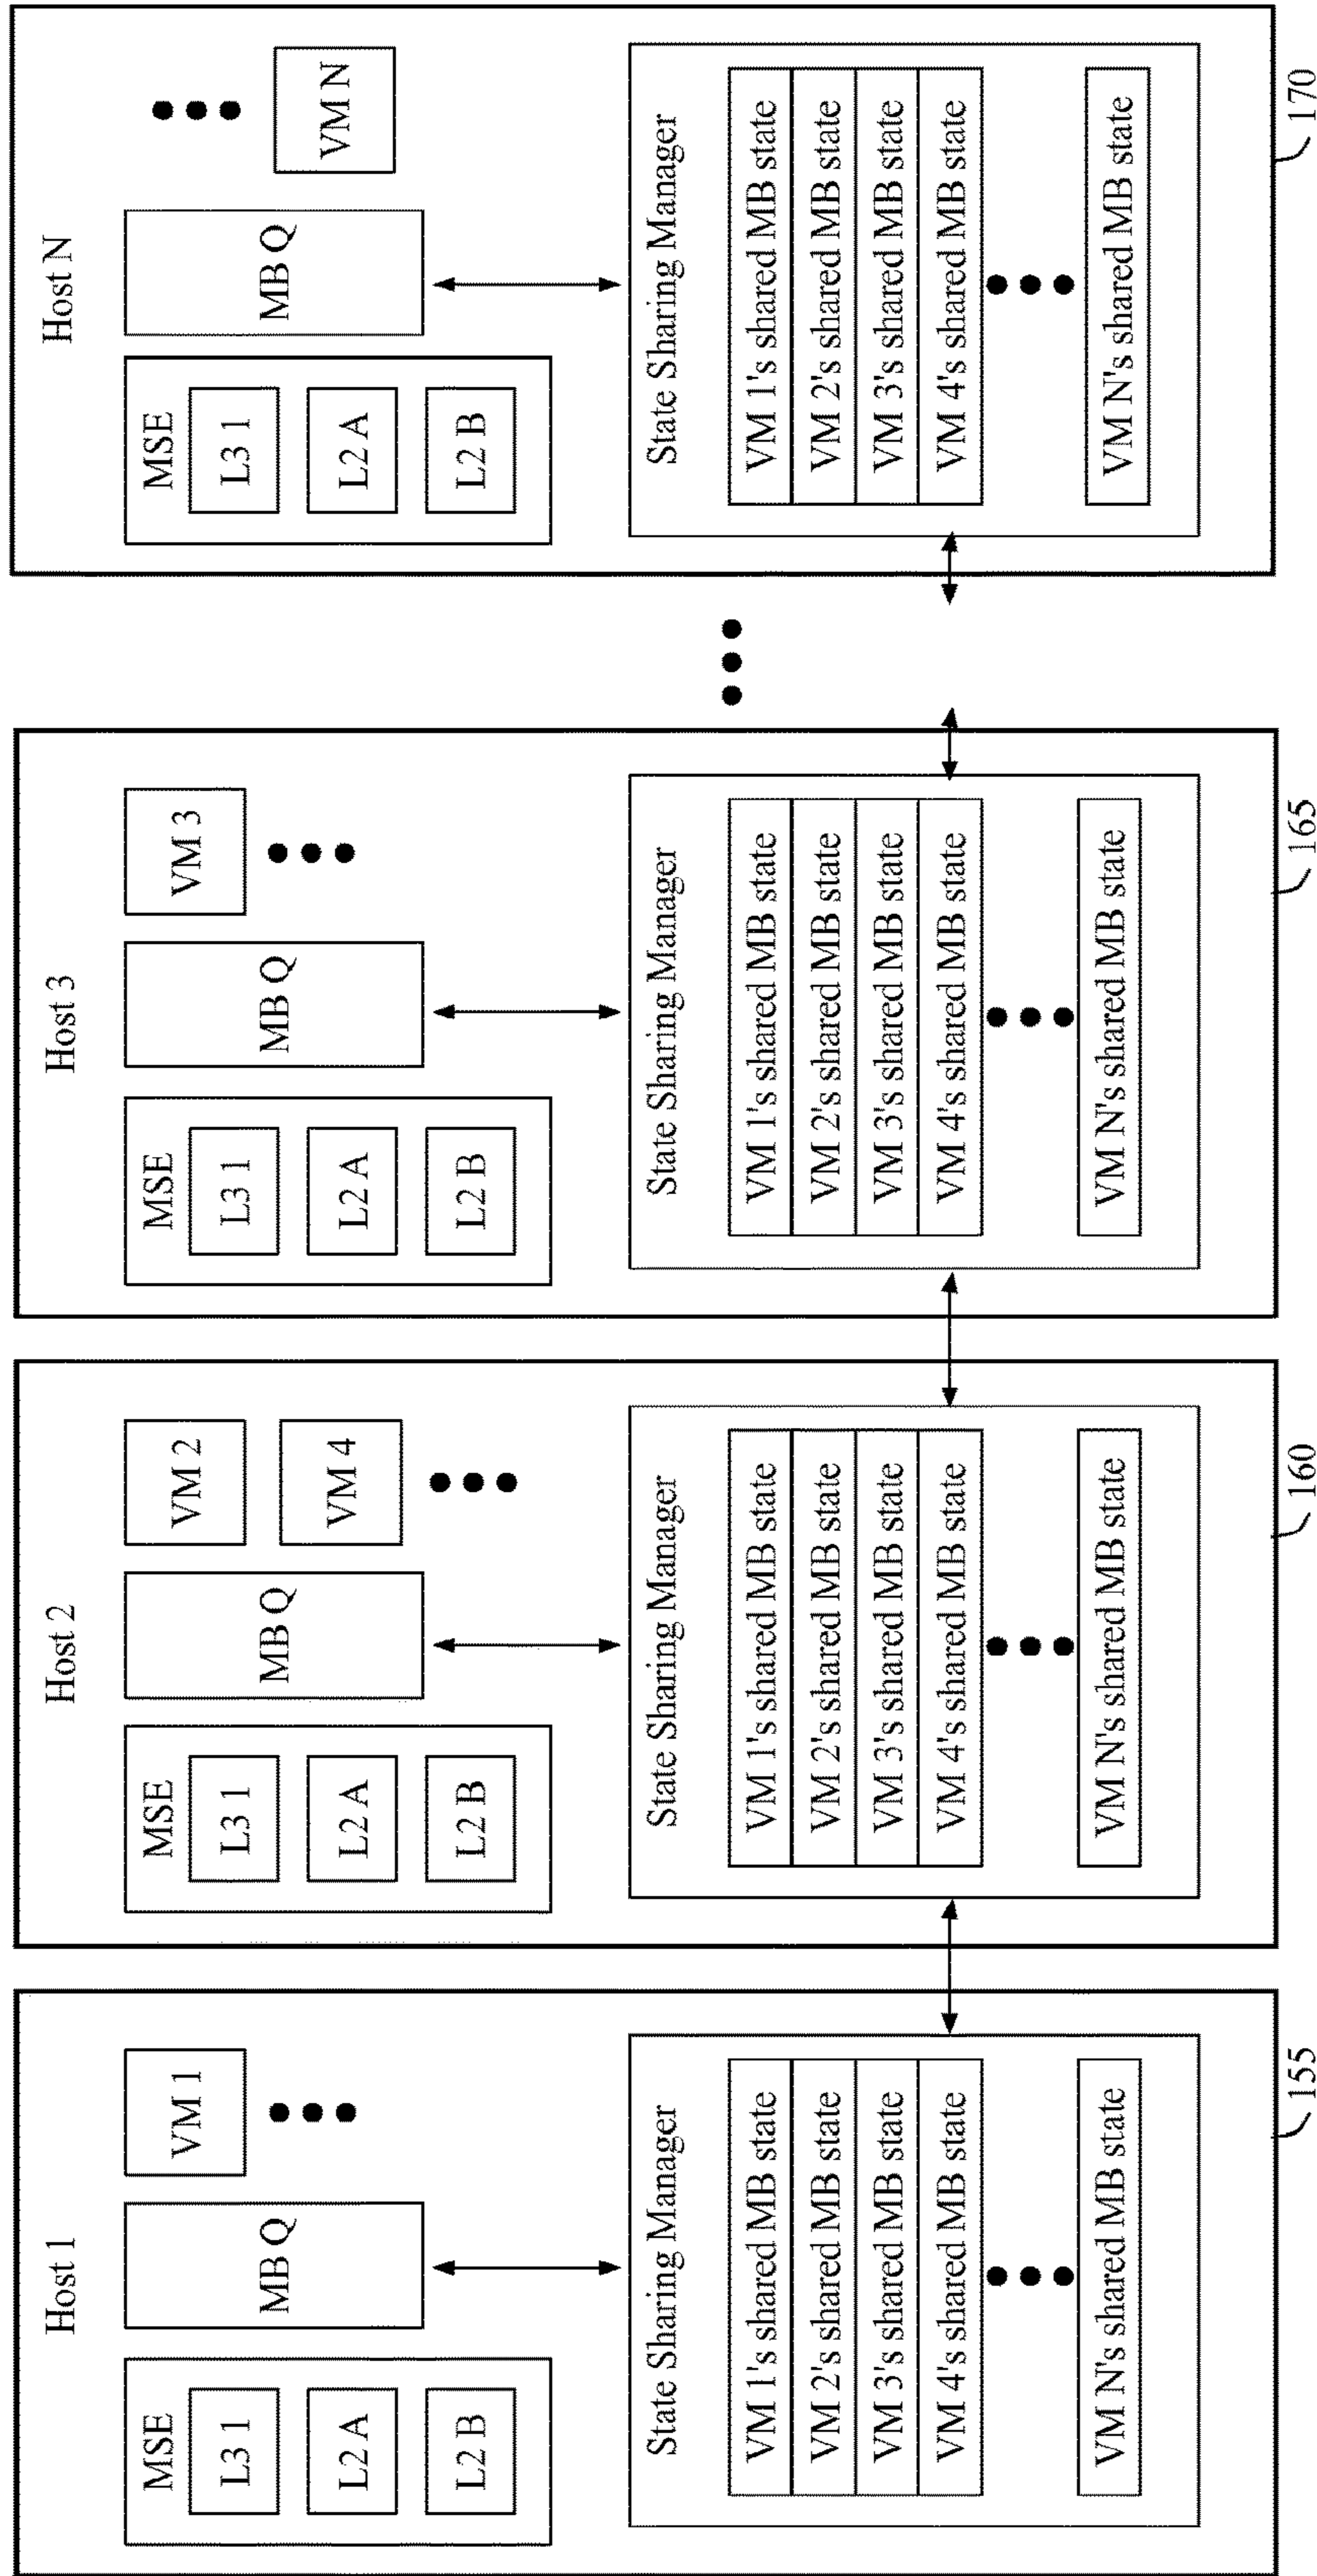 Host 1
MSE
L3 1
L2 A
L2 B
MB Q
VM 1
State Sharing Manager
VM 1's shared MB state
VM 2's shared MB state
VM 3's shared MB state
VM 4's shared MB state
VM N's shared MB state
155
Host 2
MSE
L3 1
L2 A
L2 B
MB Q
VM 2
VM 4
State Sharing Manager
VM 1's shared MB state
VM 2's shared MB state
VM 3's shared MB state
VM 4's shared MB state
VM N's shared MB state
160
Host 3
MSE
L3 1
L2 A
L2 B
MB Q
VM 3
State Sharing Manager
VM 1's shared MB state
VM 2's shared MB state
VM 3's shared MB state
VM 4's shared MB state
VM N's shared MB state
165
Host N
MSE
L3 1
L2 A
L2 B
MB Q
VM N
State Sharing Manager
VM 1's shared MB state
VM 2's shared MB state
VM 3's shared MB state
VM 4's shared MB state
VM N's shared MB state
170